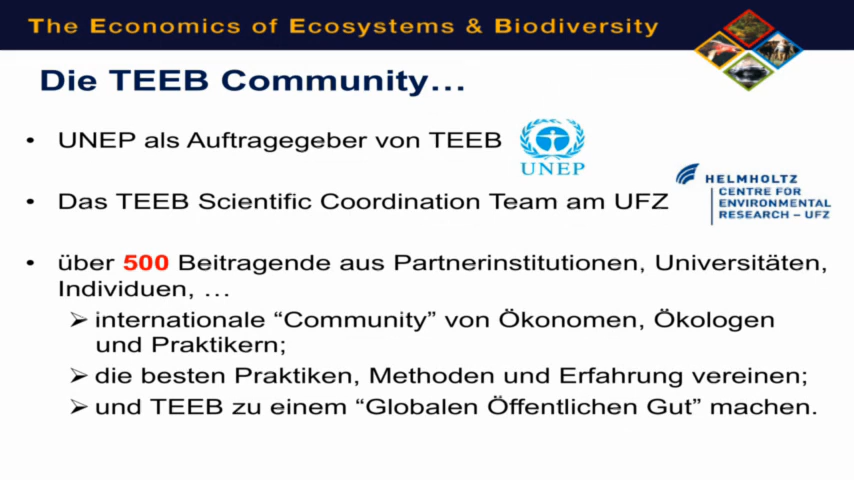 The Economics of Ecosystems & Biodiversity
Die TEEB Community…
• UNEP als Auftragegeber von TEEB
UNEP
• Das TEEB Scientific Coordination Team am UFZ
HELMHOLTZ
CENTRE FOR
ENVIRONMENTAL
RESEARCH – UFZ
• über 500 Beitragende aus Partnerinstitutionen, Universitäten,
Individuen, …
➢ internationale “Community” von Ökonomen, Ökologen
und Praktikern;
➢ die besten Praktiken, Methoden und Erfahrung vereinen;
➢ und TEEB zu einem “Globalen Öffentlichen Gut” machen.